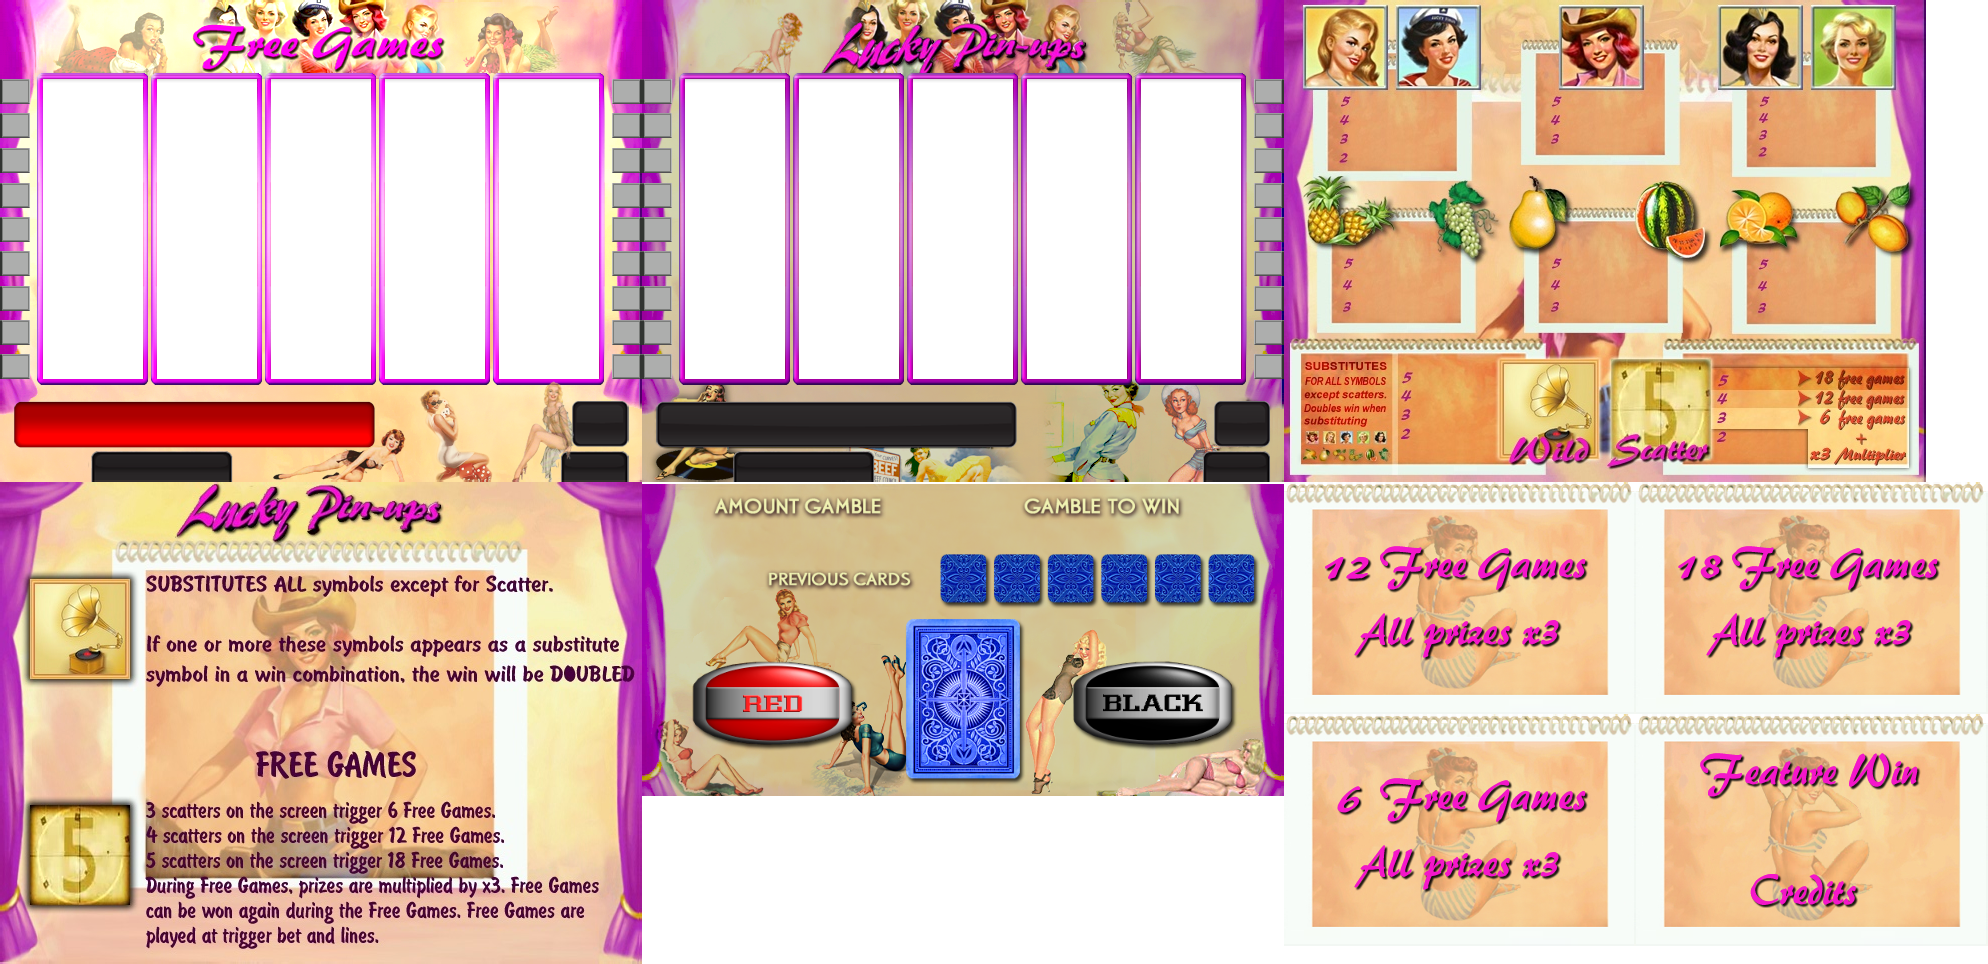 Free Games
Lucky Pin-ups
5
4
3
2
5
4
3
5
4
3
2
5
4
3
5
4
3
5
4
3
SUBSTITUTES
FOR ALL SYMBOLS
except scatters.
Doubles win when
substituting
5
4
3
2
Wild
5
Scatter
5
4
3
2
18 free games
12 free games
6 free games
+
x3 Multiplier
BEEF
Lucky Pin-ups
SUBSTITUTES ALL symbols except for Scatter.
If one or more these symbols appears as a substitute
symbol in a win combination, the win will be DOUBLED
FREE GAMES
5
3 scatters on the screen trigger 6 Free Games.
4 scatters on the screen trigger 12 Free Games.
5 scatters on the screen trigger 18 Free Games.
During Free Games, prizes are multiplied by x3. Free Games
can be won again during the Free Games. Free Games are
played at trigger bet and lines.
AMOUNT GAMBLE
GAMBLE TO WIN
PREVIOUS CARDS
RED
BLACK
12 Free Games
All prizes x3
18 Free Games
All prizes x3
6 Free Games
All prizes x3
Feature Win
Credits